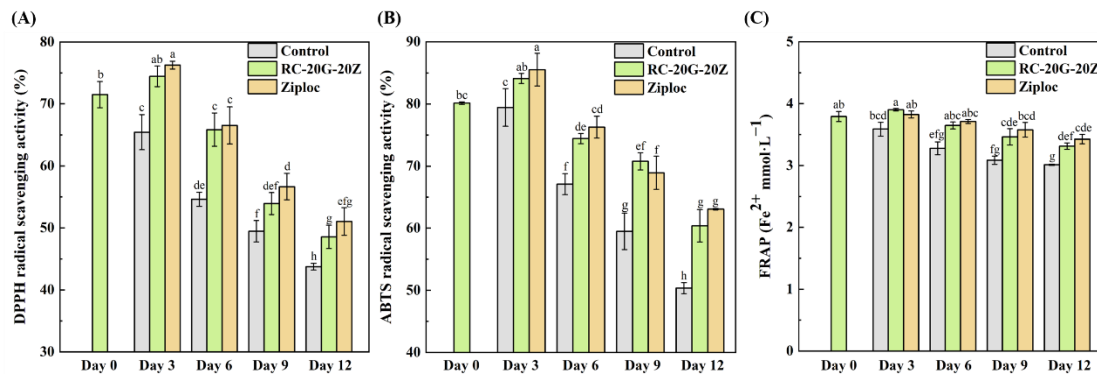 (A)
DPPH radical scavenging activity (%)
80
70
60
50
40
30
Control
RC-20G-20Z
Ziploc
b
c
ab
a
de
c
c
f
def
d
h
g
efg
Day 0 Day 3 Day 6 Day 9 Day 12
(B)
ABTS radical scavenging activity (%)
90
80
70
60
50
40
Control
RC-20G-20Z
Ziploc
bc
c
ab
a
f
de
cd
g
ef
f
h
g
g
Day 0 Day 3 Day 6 Day 9 Day 12
(C)
FRAP (Fe²⁺ mmol·L⁻¹)
5
4
3
2
1
0
Control
RC-20G-20Z
Ziploc
ab
bcd
a
ab
efg
abc
abc
fg
cde
bcd
g
def
cde
Day 0 Day 3 Day 6 Day 9 Day 12